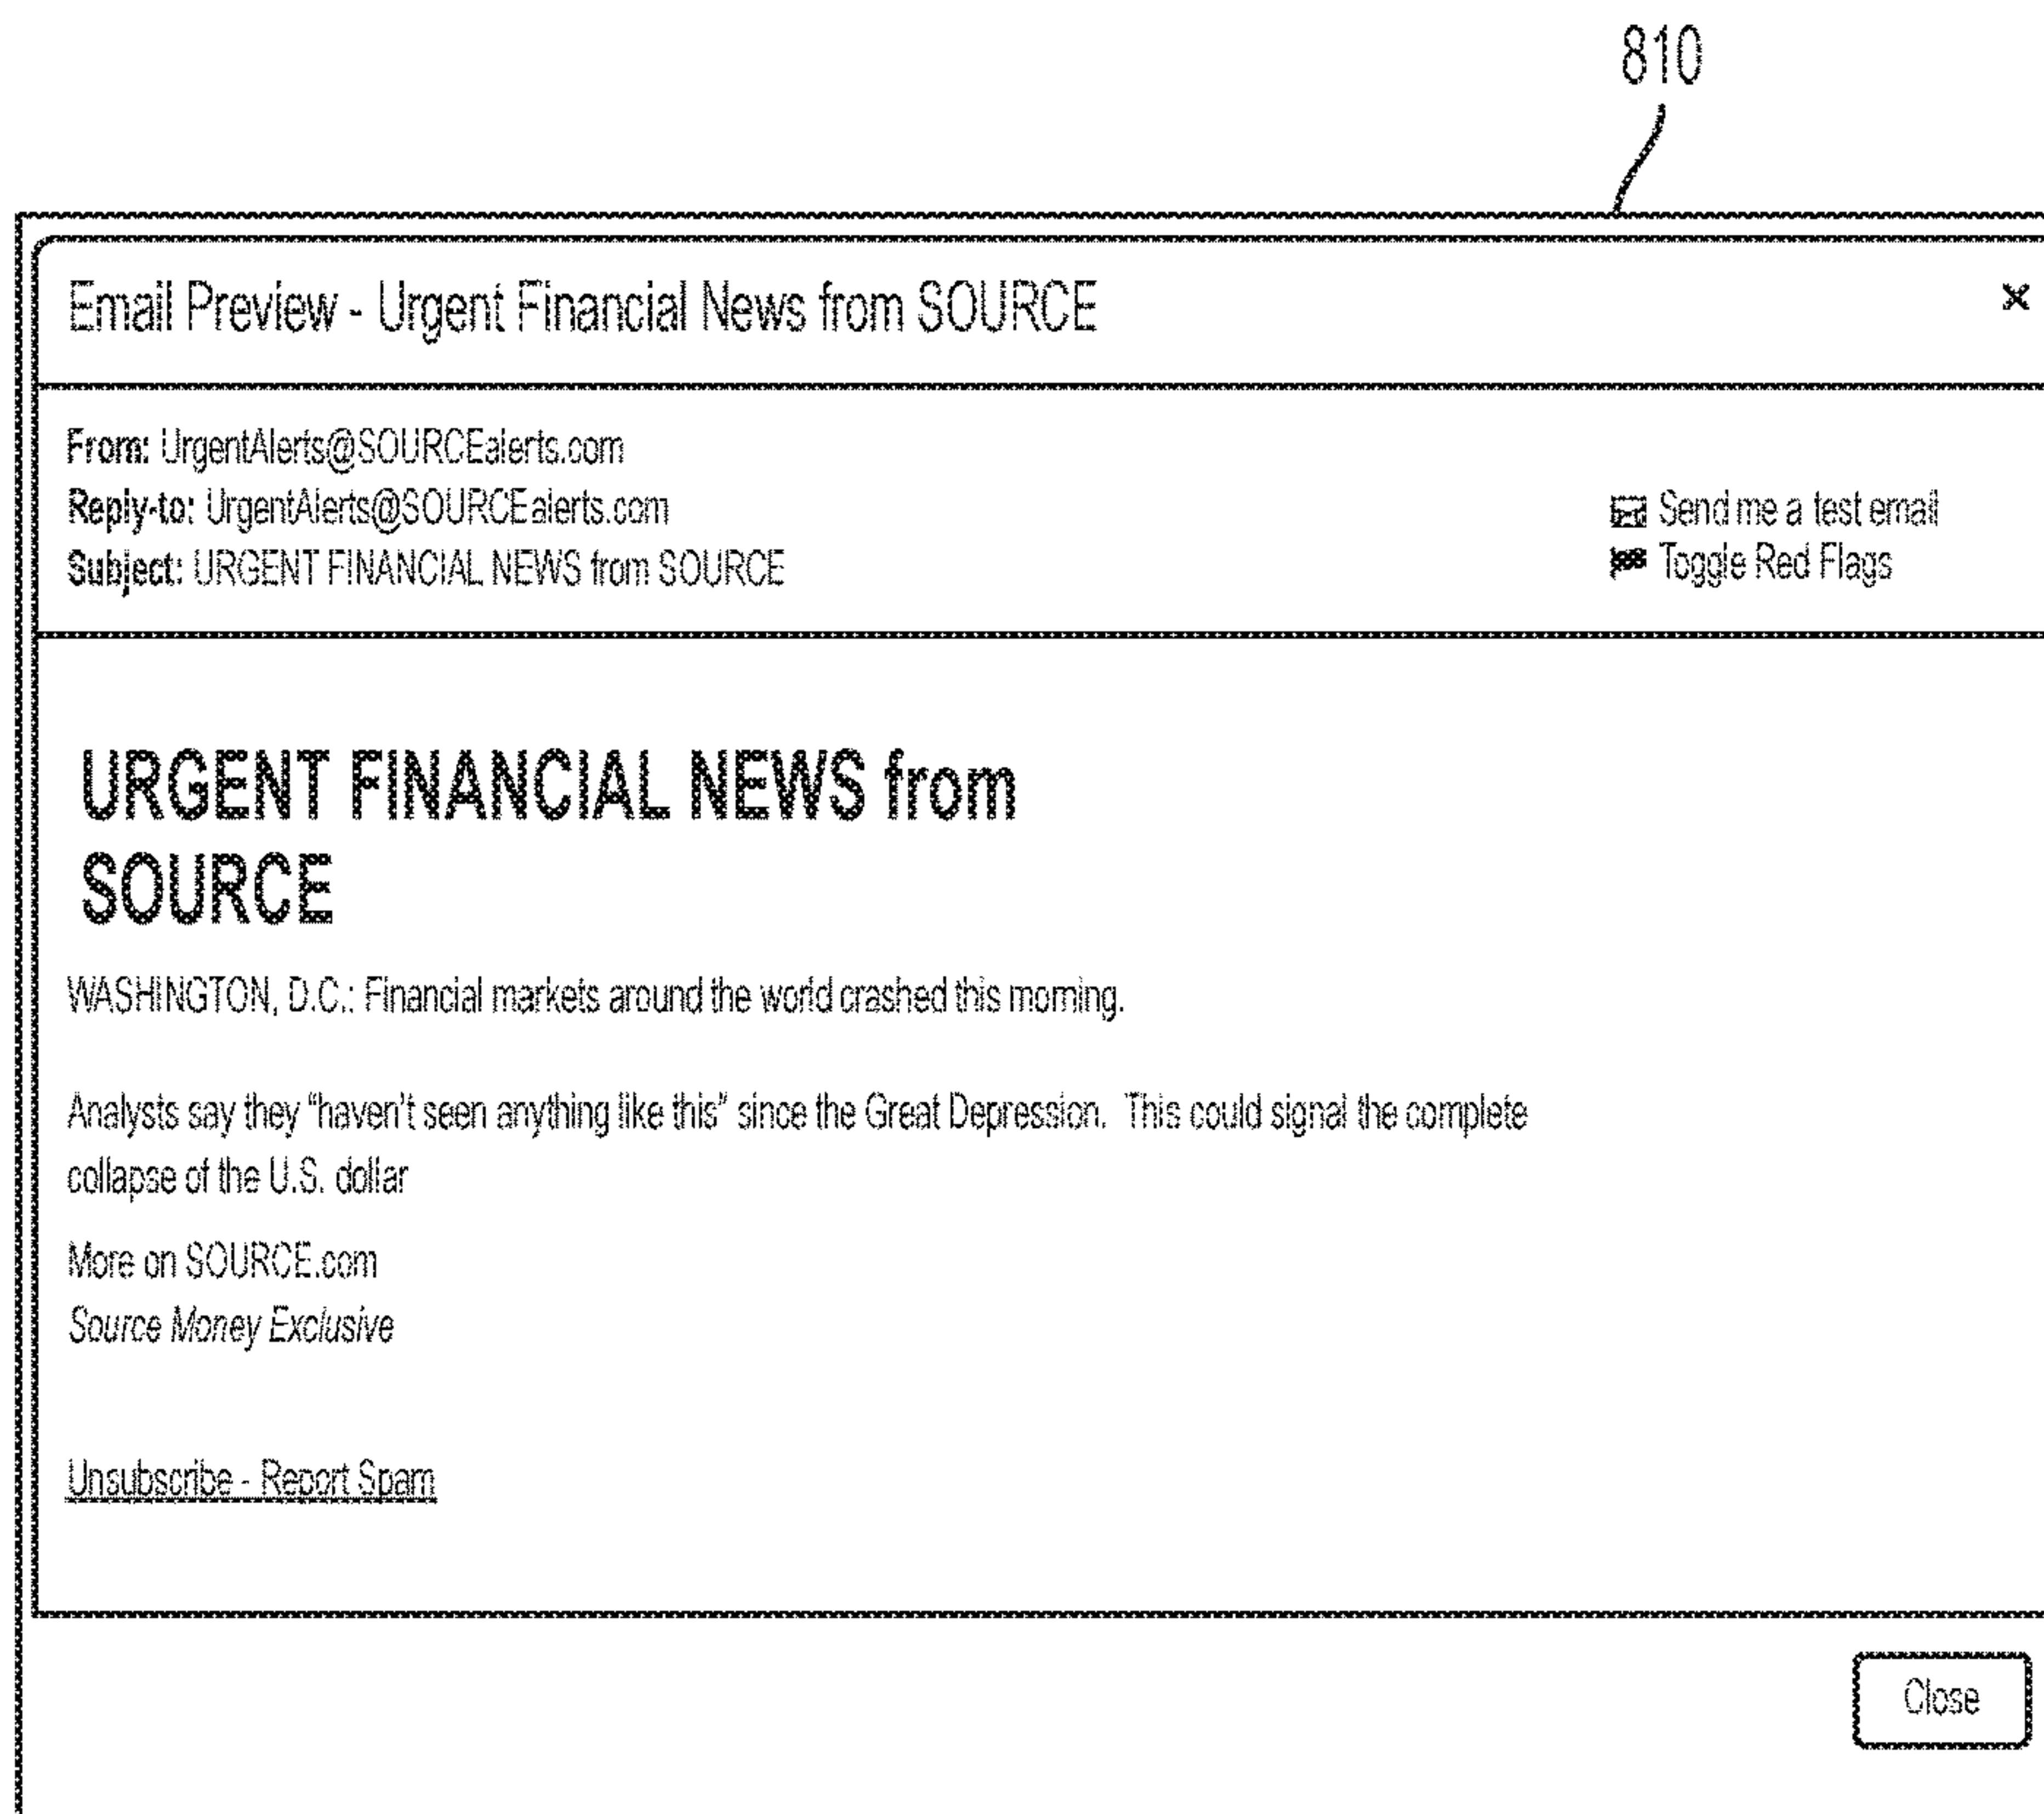 810
Email Preview - Urgent Financial News from SOURCE ×
From: UrgentAlerts@SOURCEalerts.com
Reply-to: UrgentAlerts@SOURCEalerts.com
Send me a test email
Subject: URGENT FINANCIAL NEWS from SOURCE
Toggle Red Flags
URGENT FINANCIAL NEWS from
SOURCE
WASHINGTON, D.C.: Financial markets around the world crashed this morning.
Analysts say they “haven't seen anything like this” since the Great Depression. This could signal the complete
collapse of the U.S. dollar
More on SOURCE.com
Source Money Exclusive
Unsubscribe - Report Spam
Close